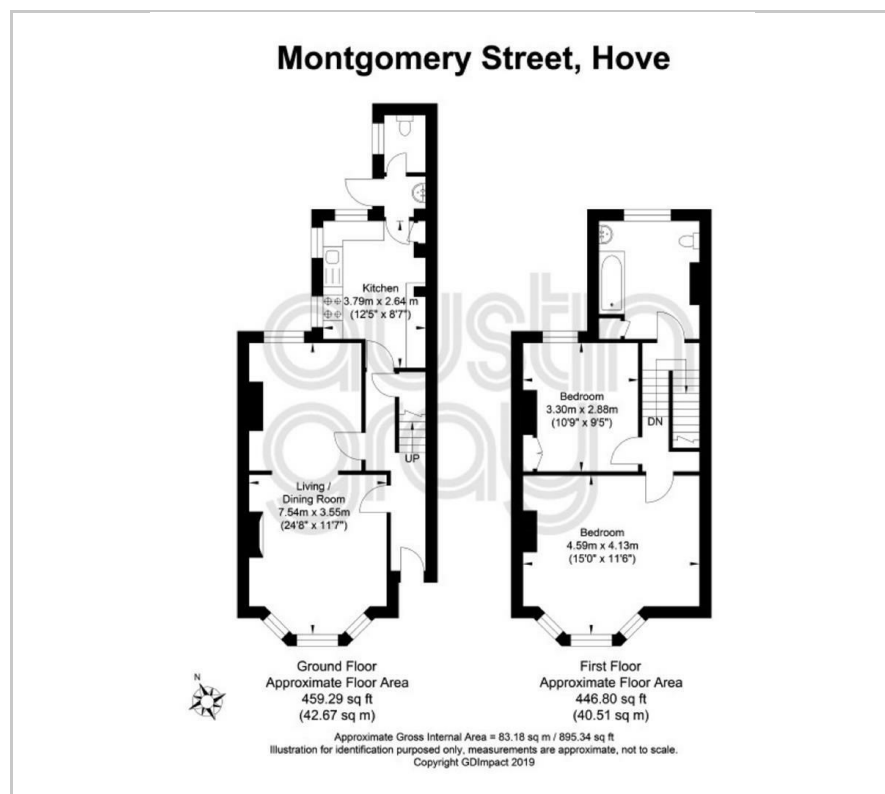 Montgomery Street, Hove
austin
gray
Kitchen
3.79m x 2.64 m
(12'5" x 8'7")
UP
Living /
Dining Room
7.54m x 3.55m
(24'8" x 11'7")
Bedroom
3.30m x 2.88m
(10'9" x 9'5")
DN
Bedroom
4.59m x 4.13m
(15'0" x 11'6")
N
Ground Floor
Approximate Floor Area
459.29 sq ft
(42.67 sq m)
First Floor
Approximate Floor Area
446.80 sq ft
(40.51 sq m)
Approximate Gross Internal Area = 83.18 sq m / 895.34 sq ft
Illustration for identification purposed only, measurements are approximate, not to scale.
Copyright GDImpact 2019